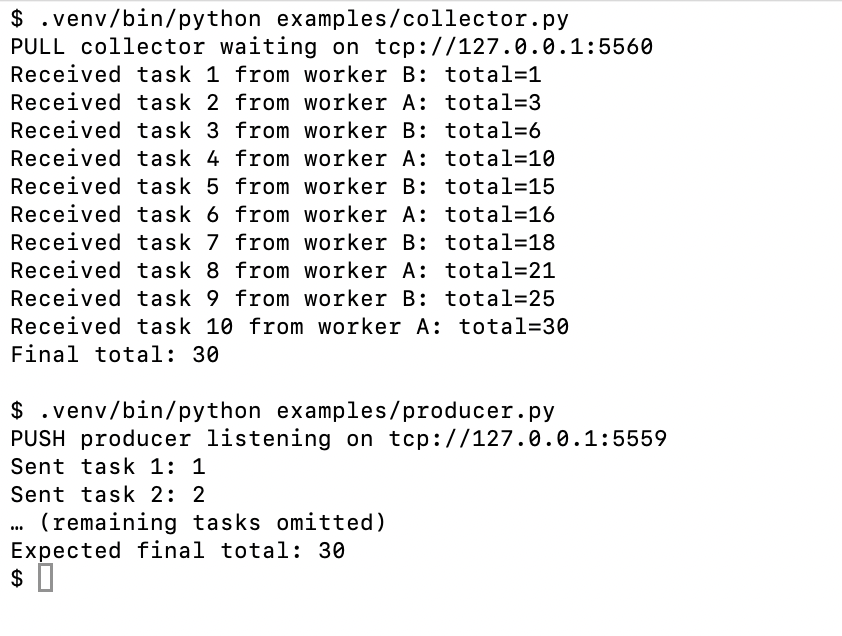 $ .venv/bin/python examples/collector.py
PULL collector waiting on tcp://127.0.0.1:5560
Received task 1 from worker B: total=1
Received task 2 from worker A: total=3
Received task 3 from worker B: total=6
Received task 4 from worker A: total=10
Received task 5 from worker B: total=15
Received task 6 from worker A: total=16
Received task 7 from worker B: total=18
Received task 8 from worker A: total=21
Received task 9 from worker B: total=25
Received task 10 from worker A: total=30
Final total: 30

$ .venv/bin/python examples/producer.py
PUSH producer listening on tcp://127.0.0.1:5559
Sent task 1: 1
Sent task 2: 2
… (remaining tasks omitted)
Expected final total: 30
$